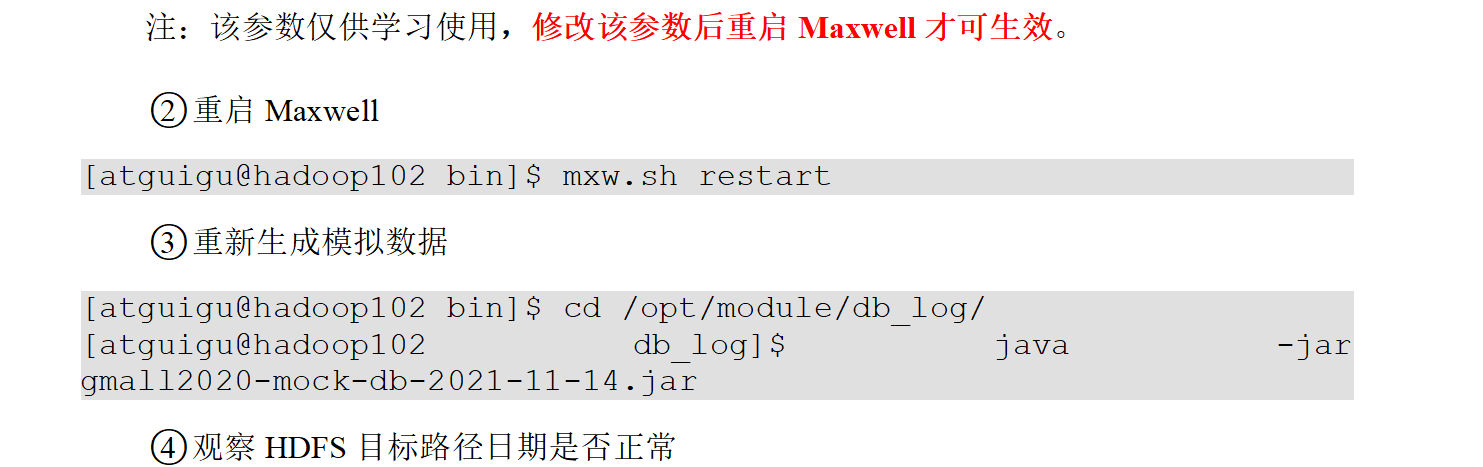 注：该参数仅供学习使用，修改该参数后重启 Maxwell 才可生效。
②重启 Maxwell
[atguigu@hadoop102 bin]$ mxw.sh restart
③重新生成模拟数据
[atguigu@hadoop102 bin]$ cd /opt/module/db_log/
[atguigu@hadoop102 db_log]$ java -jar
gmall2020-mock-db-2021-11-14.jar
④观察 HDFS 目标路径日期是否正常